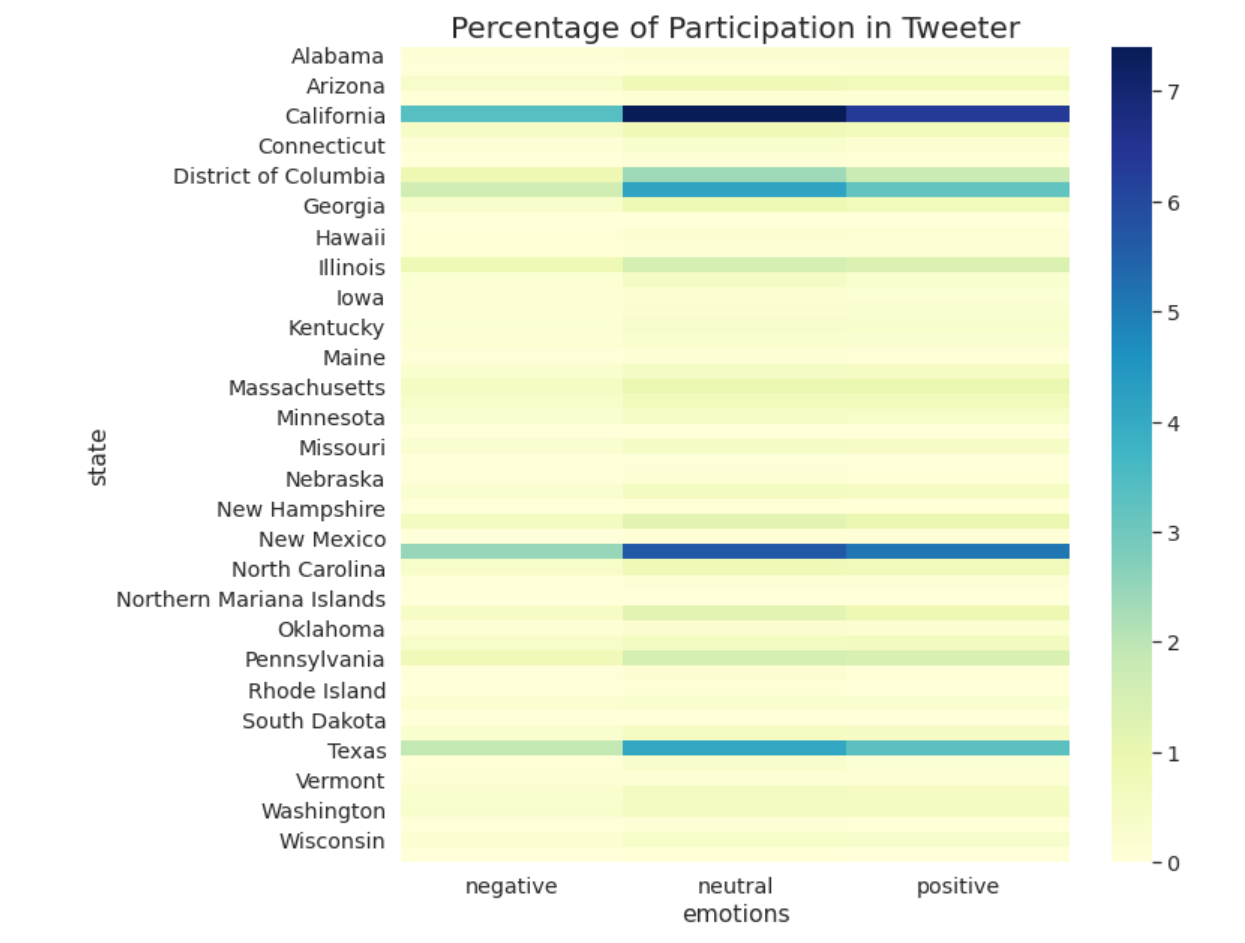 Percentage of Participation in Tweeter
Alabama
Arizona
California
Connecticut
District of Columbia
Georgia
Hawaii
Illinois
Iowa
Kentucky
Maine
Massachusetts
Minnesota
Missouri
Nebraska
New Hampshire
New Mexico
North Carolina
Northern Mariana Islands
Oklahoma
Pennsylvania
Rhode Island
South Dakota
Texas
Vermont
Washington
Wisconsin
state
negative
neutral
positive
emotions
7
6
5
4
3
2
1
0